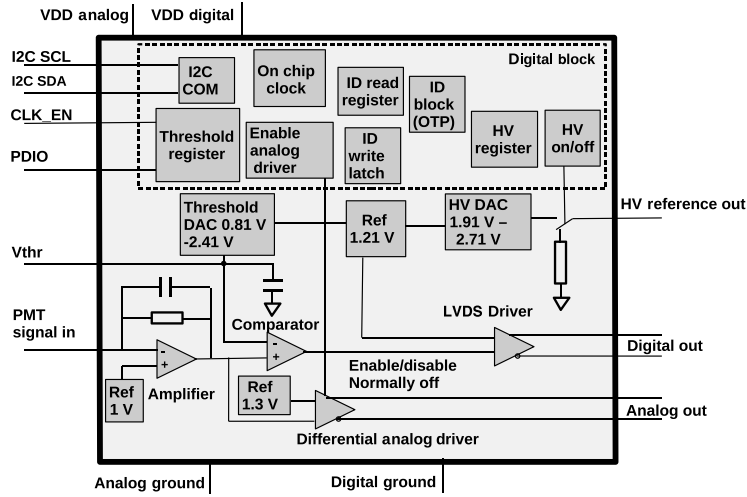 VDD analog
VDD digital
Digital block
I2C SCL
I2C SDA
CLK_EN
PDIO
I2C
COM
On chip
clock
ID read
register
ID
block
(OTP)
Threshold
register
Enable
analog
driver
ID
write
latch
HV
register
HV
on/off
Threshold
DAC 0.81 V
-2.41 V
Ref
1.21 V
HV DAC
1.91 V –
2.71 V
HV reference out
Vthr
PMT
signal in
Comparator
LVDS Driver
-
+
-
+
Digital out
Enable/disable
Normally off
Ref
1 V
Amplifier
Ref
1.3 V
Analog out
Differential analog driver
Analog ground
Digital ground